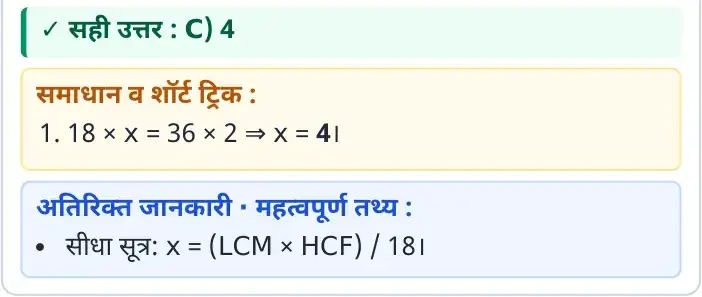 ✓ सही उत्तर : C) 4
समाधान व शॉर्ट ट्रिक :
1. 18 × x = 36 × 2 ⇒ x = 4।
अतिरिक्त जानकारी · महत्वपूर्ण तथ्य :
• सीधा सूत्र: x = (LCM × HCF) / 18।